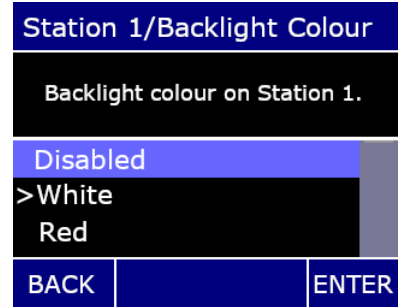 Station 1/Backlight Colour
Backlight colour on Station 1.
Disabled
>White
Red
BACK ENTER